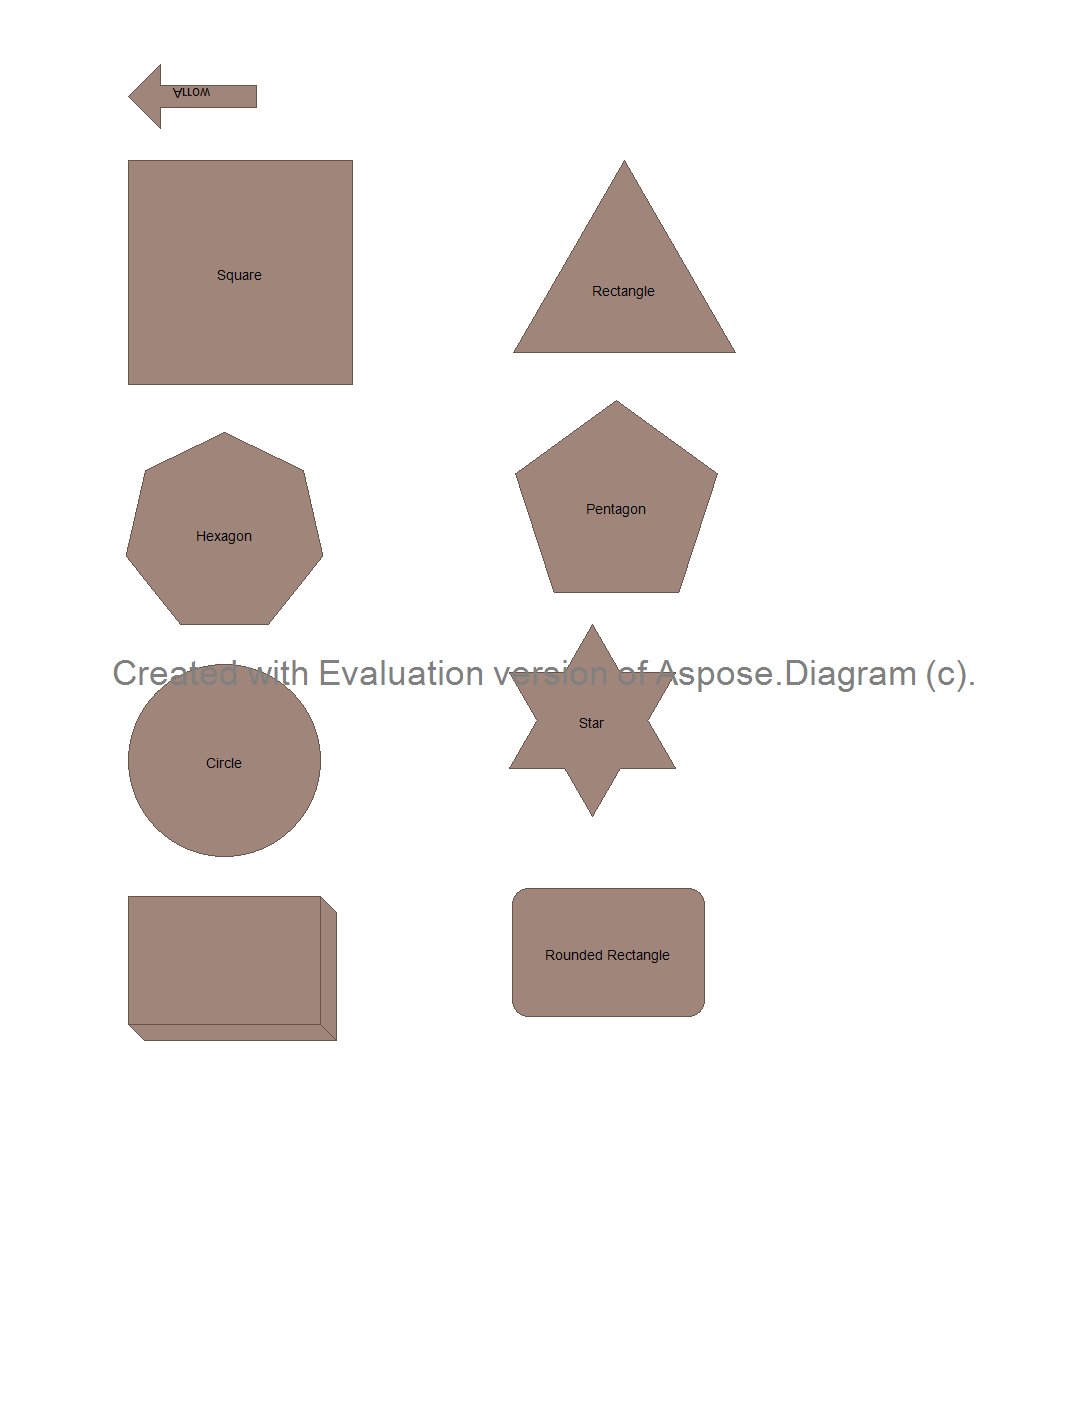 Arrow
Square
Rectangle
Hexagon
Pentagon
Created with Evaluation version of Aspose.Diagram (c).
Star
Circle
Rounded Rectangle